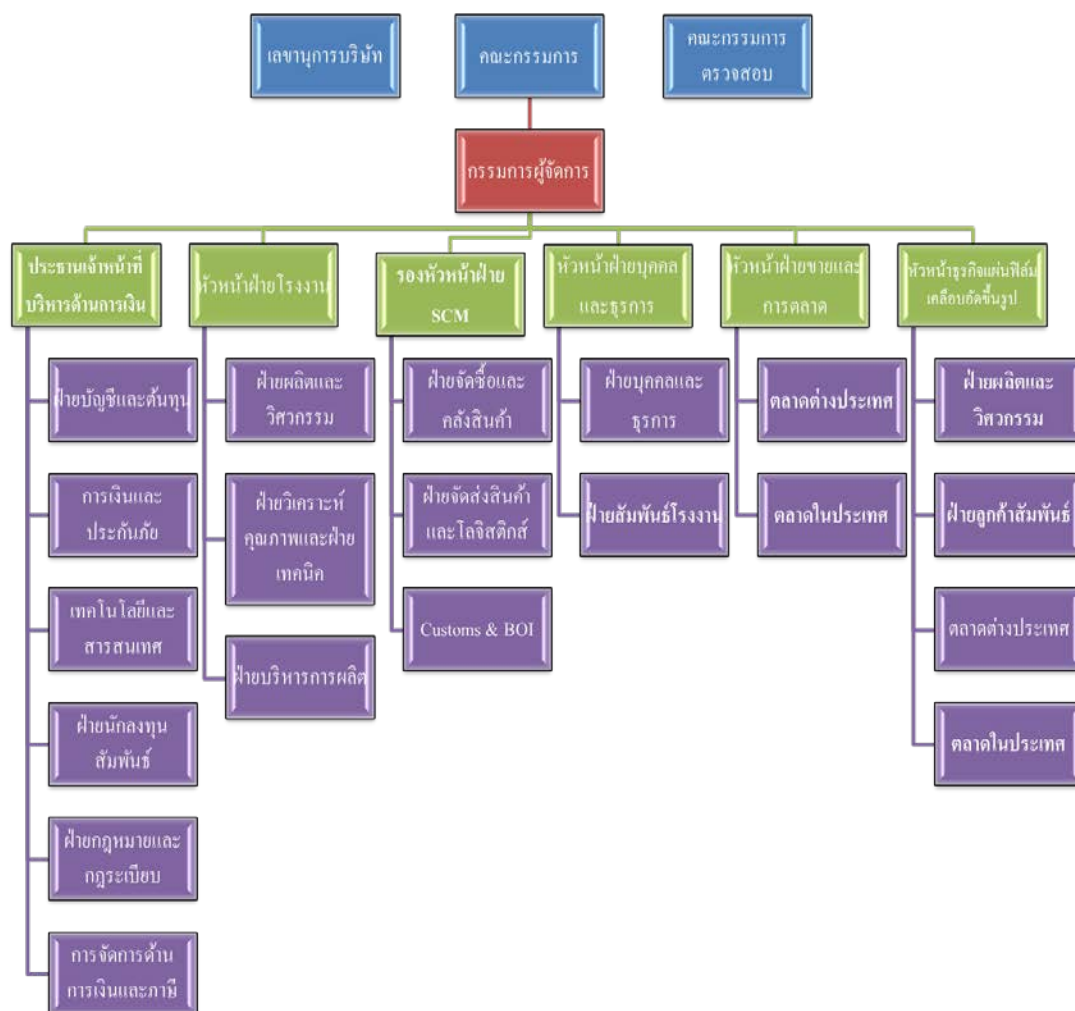 เลขานุการบริษัท
คณะกรรมการ
คณะกรรมการ
ตรวจสอบ
กรรมการผู้จัดการ
ประธานเจ้าหน้าที่
บริหารด้านการเงิน
หัวหน้าฝ่ายโรงงาน
รองหัวหน้าฝ่าย
SCM
หัวหน้าฝ่ายบุคคล
และธุรการ
หัวหน้าฝ่ายขายและ
การตลาด
หัวหน้าธุรกิจแผ่นฟิล์ม
เคลือบอัดขึ้นรูป
ฝ่ายบัญชีและต้นทุน
การเงินและ
ประกันภัย
เทคโนโลยีและ
สารสนเทศ
ฝ่ายนักลงทุน
สัมพันธ์
ฝ่ายกฎหมายและ
กฎระเบียบ
การจัดการด้าน
การเงินและภาษี
ฝ่ายผลิตและ
วิศวกรรม
ฝ่ายวิเคราะห์
คุณภาพและฝ่าย
เทคนิค
ฝ่ายบริหารการผลิต
ฝ่ายจัดซื้อและ
คลังสินค้า
ฝ่ายจัดส่งสินค้า
และโลจิสติกส์
Customs & BOI
ฝ่ายบุคคลและ
ธุรการ
ฝ่ายสัมพันธ์โรงงาน
ตลาดต่างประเทศ
ตลาดในประเทศ
ฝ่ายผลิตและ
วิศวกรรม
ฝ่ายลูกค้าสัมพันธ์
ตลาดต่างประเทศ
ตลาดในประเทศ